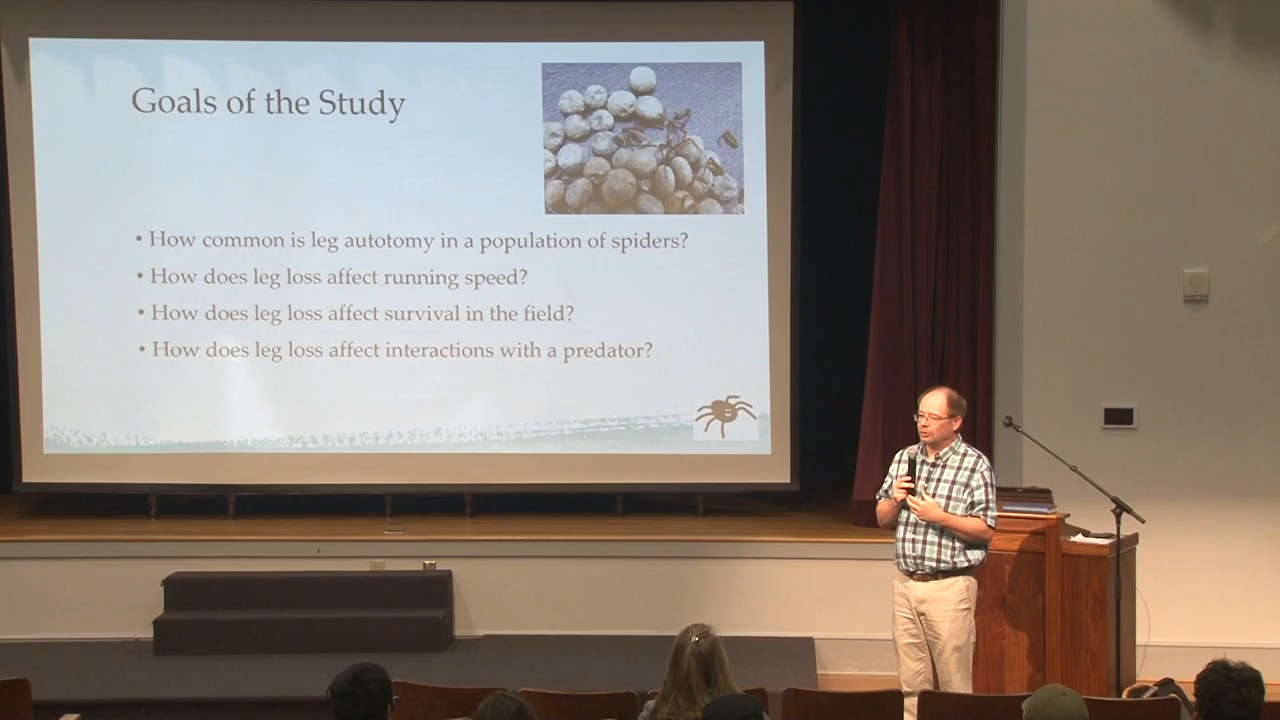 Goals of the Study
• How common is leg autotomy in a population of spiders?
• How does leg loss affect running speed?
• How does leg loss affect survival in the field?
• How does leg loss affect interactions with a predator?